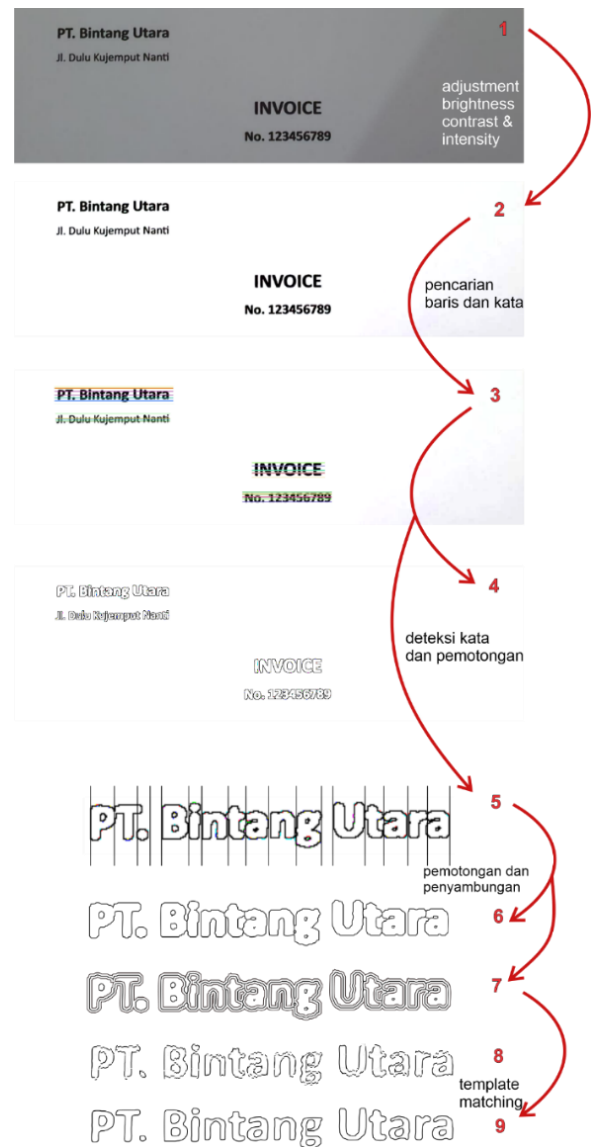 PT. Bintang Utara
1
Jl. Dulu Kujemput Nanti
adjustment
brightness
contrast &
intensity
INVOICE
No. 123456789
PT. Bintang Utara
2
Jl. Dulu Kujemput Nanti
INVOICE
No. 123456789
pencarian
baris dan kata
PT. Bintang Utara
3
Jl. Dulu Kujemput Nanti
INVOICE
No. 123456789
PT. Bintang Utara
4
Jl. Dulu Kujemput Nanti
INVOICE
No. 123456789
deteksi kata
dan pemotongan
5
PT. Bintang Utara
pemotongan dan
penyambungan
PT. Bintang Utara
6
PT. Bintang Utara
7
PT. Bintang Utara
8
template
matching
PT. Bintang Utara
9